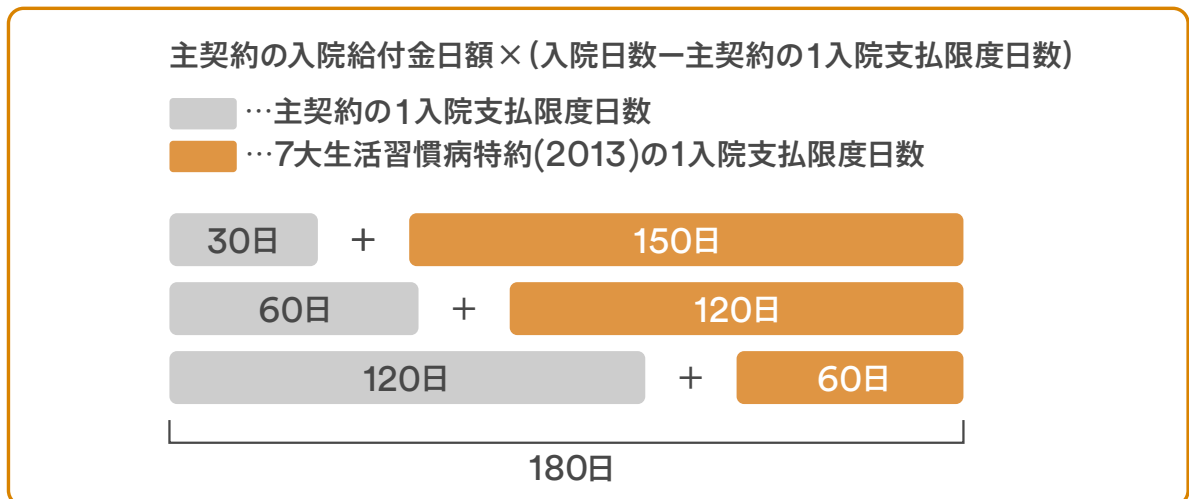 主契約の入院給付金日額×(入院日数ー主契約の1入院支払限度日数)
…主契約の1入院支払限度日数
…7大生活習慣病特約(2013)の1入院支払限度日数
30日 + 150日
60日 + 120日
120日 + 60日
180日